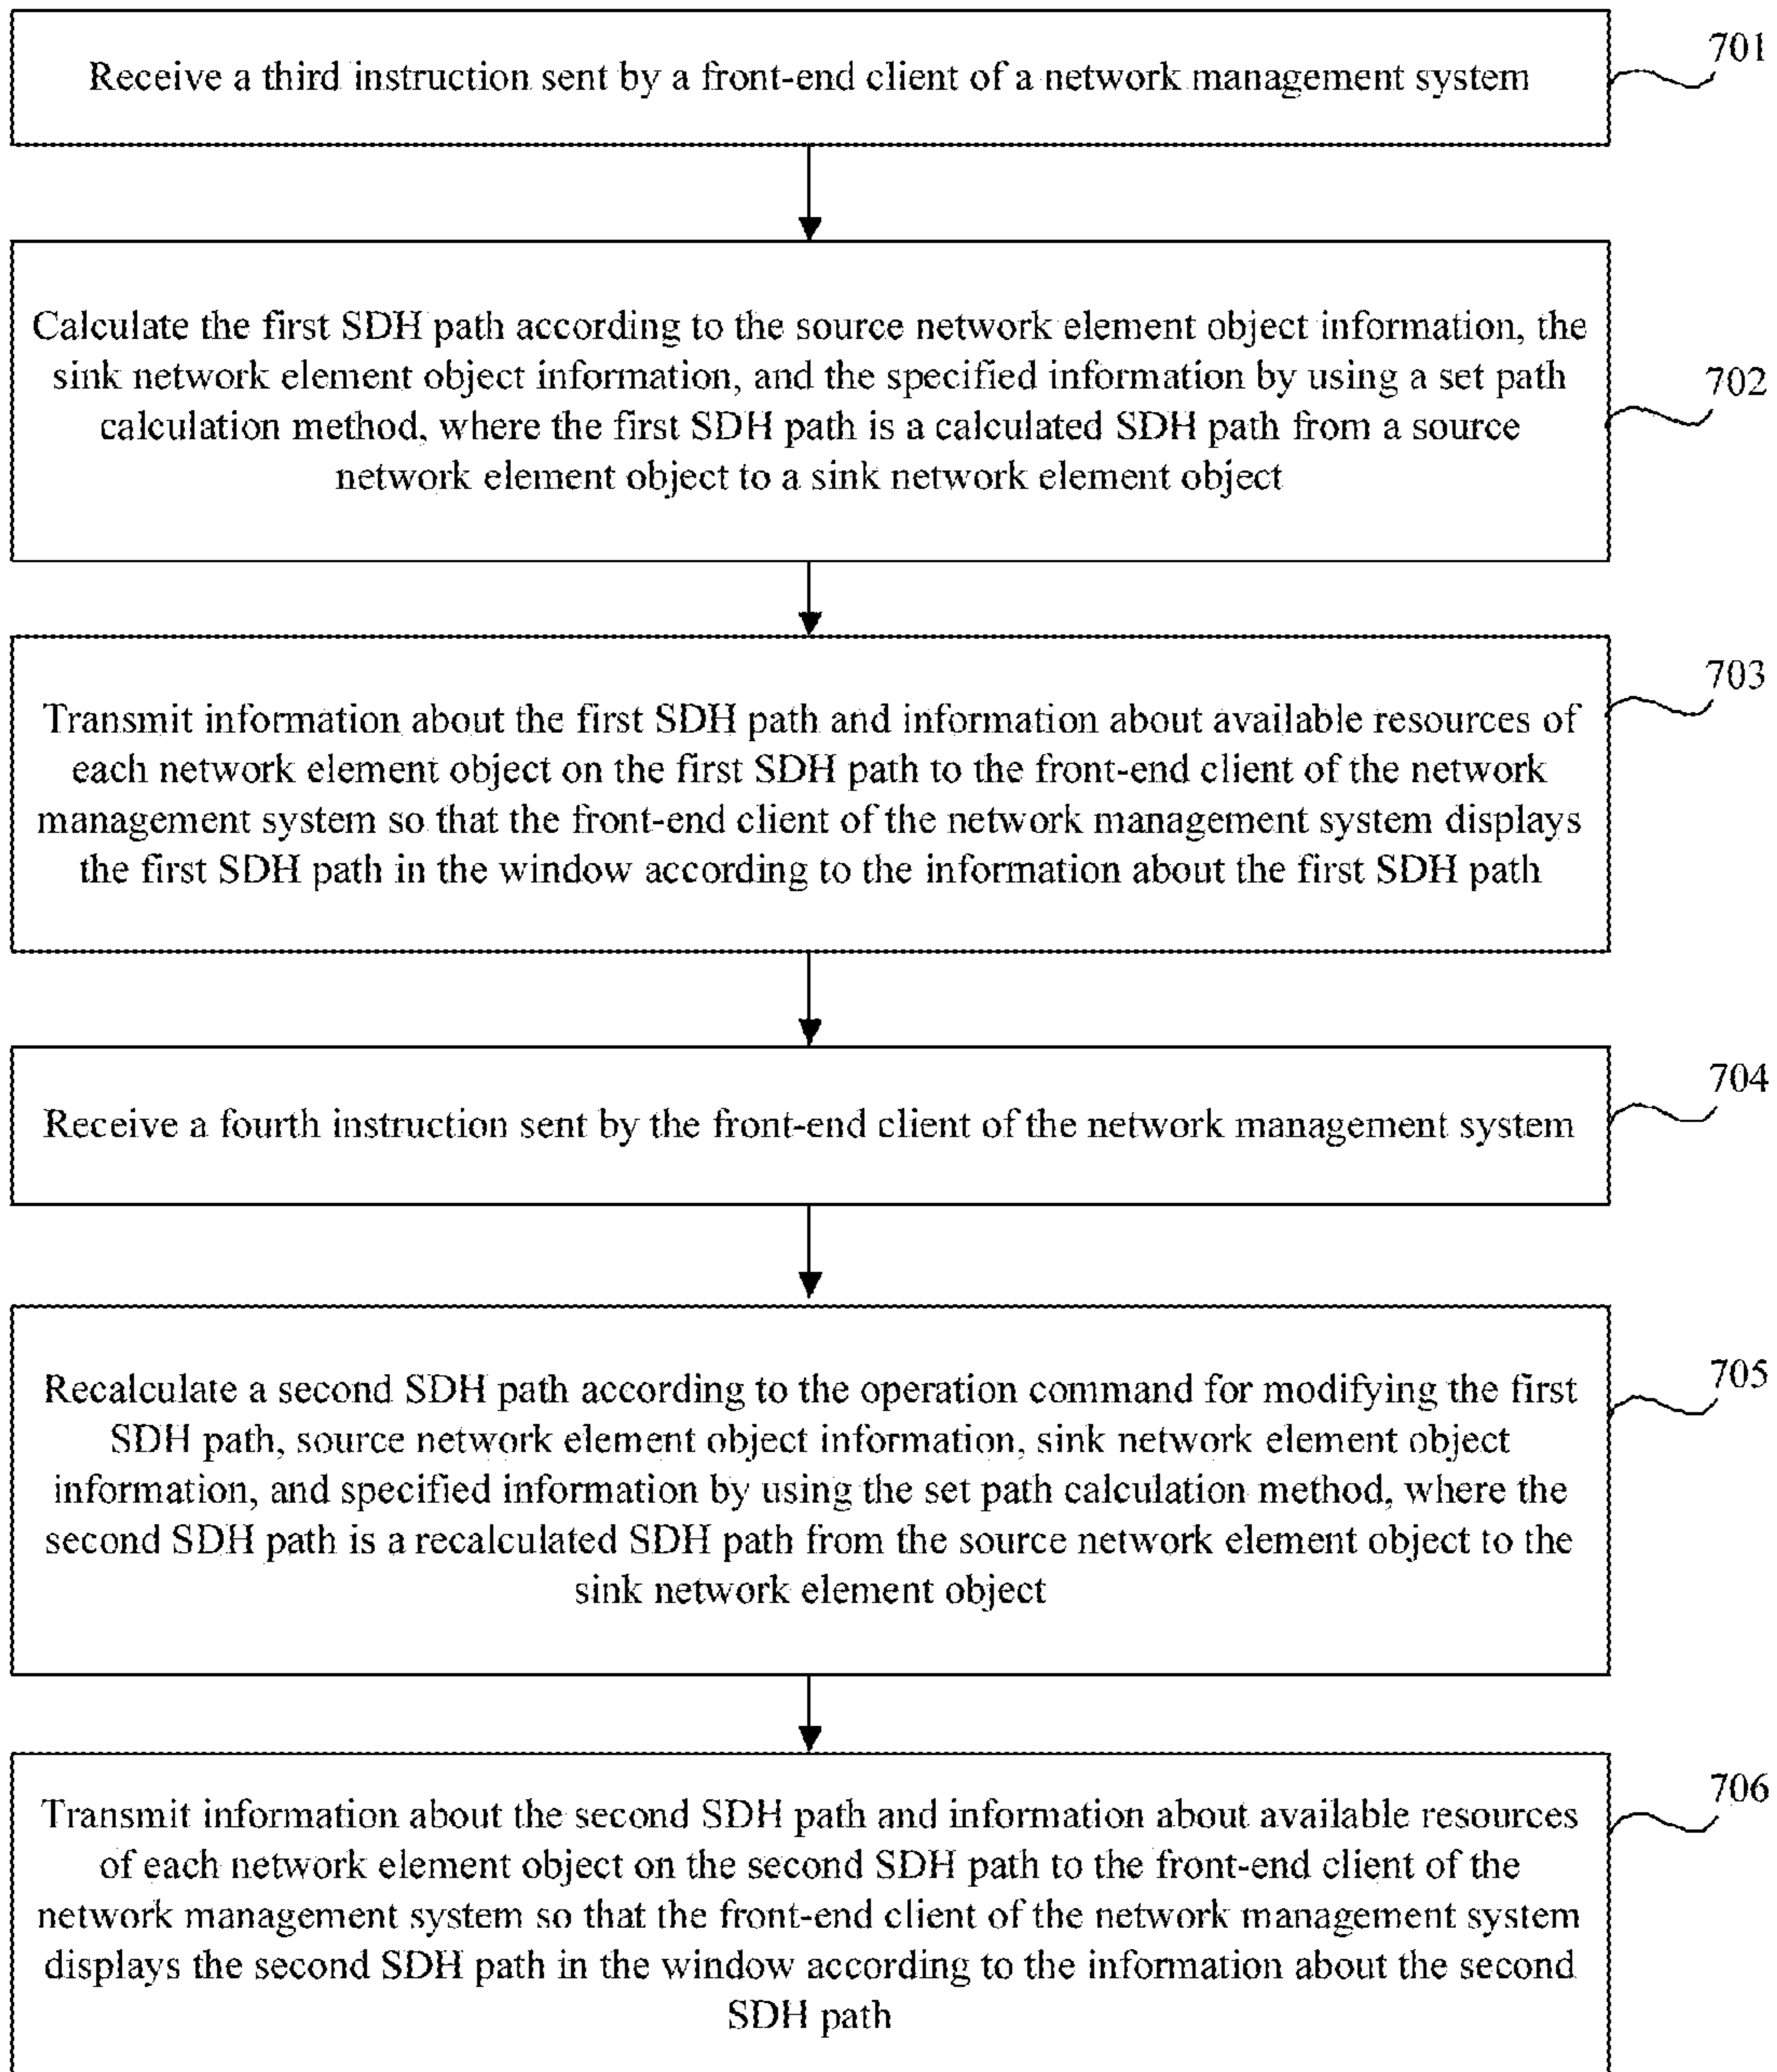 Receive a third instruction sent by a front-end client of a network management system
701
Calculate the first SDH path according to the source network element object information, the
sink network element object information, and the specified information by using a set path
calculation method, where the first SDH path is a calculated SDH path from a source
network element object to a sink network element object
702
Transmit information about the first SDH path and information about available resources of
each network element object on the first SDH path to the front-end client of the network
management system so that the front-end client of the network management system displays
the first SDH path in the window according to the information about the first SDH path
703
Receive a fourth instruction sent by the front-end client of the network management system
704
Recalculate a second SDH path according to the operation command for modifying the first
SDH path, source network element object information, sink network element object
information, and specified information by using the set path calculation method, where the
second SDH path is a recalculated SDH path from the source network element object to the
sink network element object
705
Transmit information about the second SDH path and information about available resources
of each network element object on the second SDH path to the front-end client of the
network management system so that the front-end client of the network management system
displays the second SDH path in the window according to the information about the second
SDH path
706